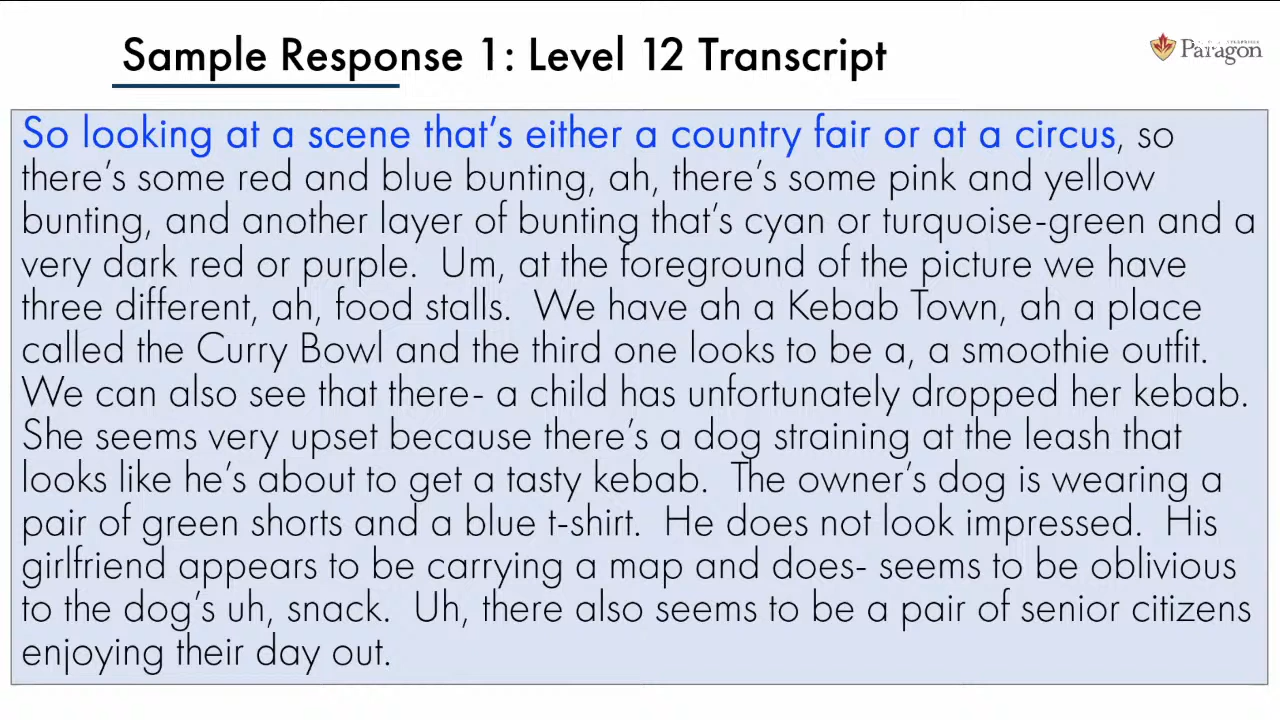 Sample Response 1: Level 12 Transcript
Paragon
So looking at a scene that's either a country fair or at a circus, so
there's some red and blue bunting, ah, there's some pink and yellow
bunting, and another layer of bunting that's cyan or turquoise-green and a
very dark red or purple. Um, at the foreground of the picture we have
three different, ah, food stalls. We have ah a Kebab Town, ah a place
called the Curry Bowl and the third one looks to be a, a smoothie outfit.
We can also see that there- a child has unfortunately dropped her kebab.
She seems very upset because there's a dog straining at the leash that
looks like he's about to get a tasty kebab. The owner's dog is wearing a
pair of green shorts and a blue t-shirt. He does not look impressed. His
girlfriend appears to be carrying a map and does- seems to be oblivious
to the dog's uh, snack. Uh, there also seems to be a pair of senior citizens
enjoying their day out.